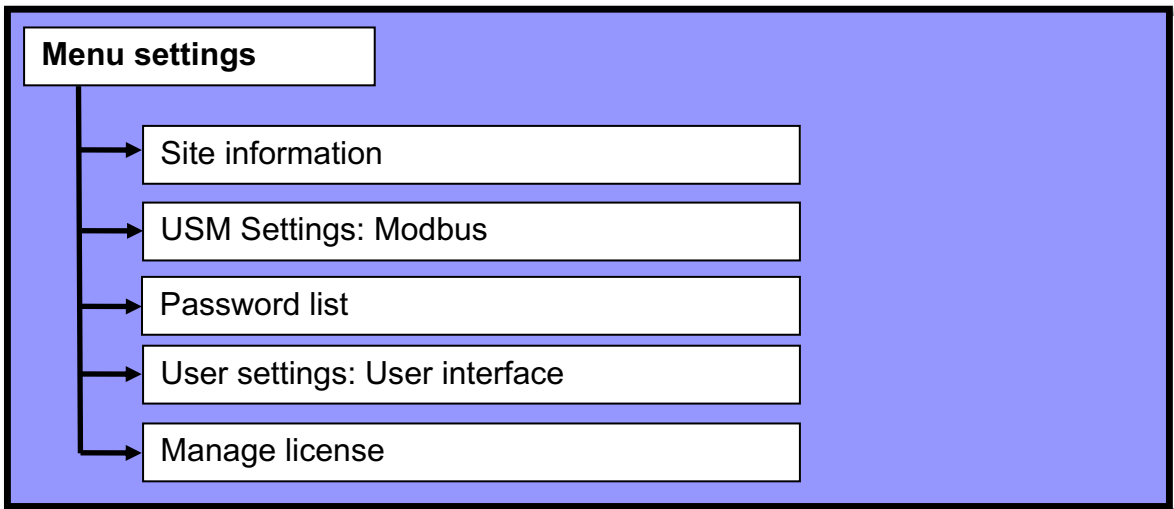 Menu settings
Site information
USM Settings: Modbus
Password list
User settings: User interface
Manage license